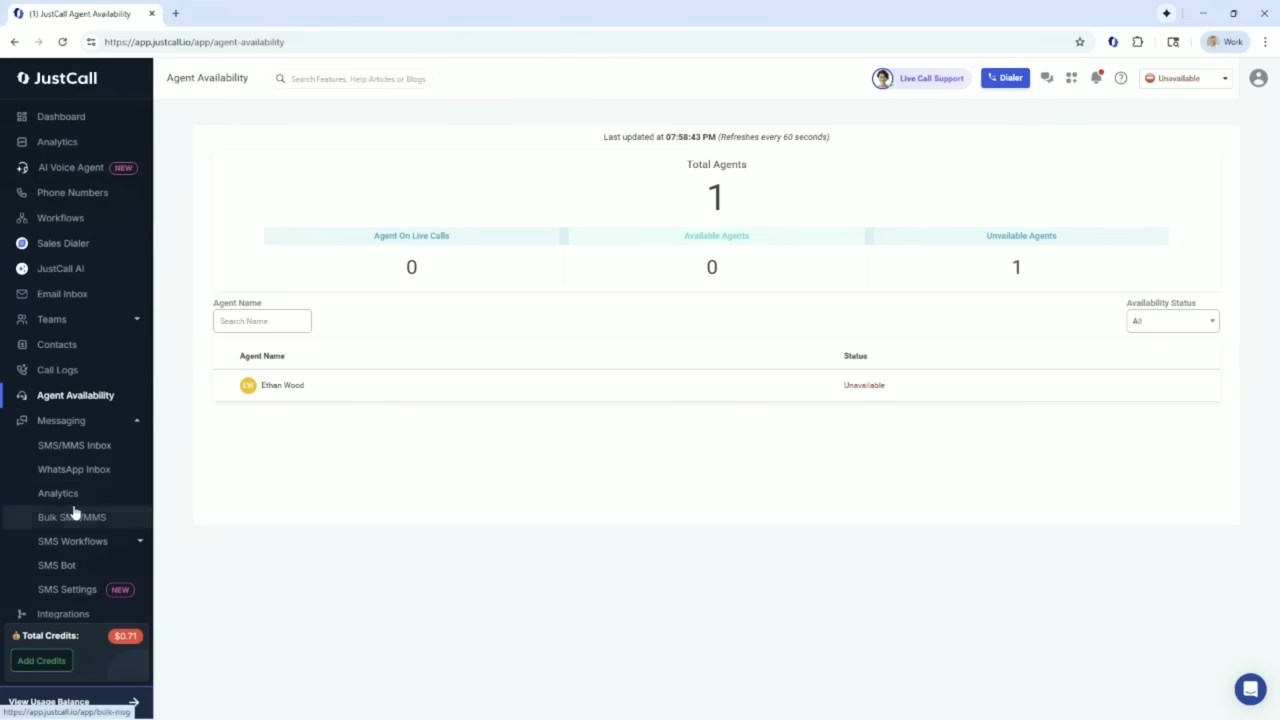 (1) JustCall Agent Availability
https://app.justcall.io/app/agent-availability
Work
JustCall
Agent Availability
Search Features, Help Articles or Blogs
Live Call Support
Dialer
Unavailable
Dashboard
Analytics
AI Voice Agent NEW
Phone Numbers
Workflows
Sales Dialer
JustCall AI
Email Inbox
Teams
Contacts
Call Logs
Agent Availability
Messaging
SMS/MMS Inbox
WhatsApp Inbox
Analytics
Bulk SMS/MMS
SMS Workflows
SMS Bot
SMS Settings NEW
Integrations
Total Credits: $0.71
Add Credits
View Usage Balance
https://app.justcall.io/app/bulk-msg
Last updated at 07:58:43 PM (Refreshes every 60 seconds)
Total Agents
1
Agent On Live Calls Available Agents Unvailable Agents
0 0 1
Agent Name Availability Status
Search Name All
Agent Name Status
EW Ethan Wood Unavailable